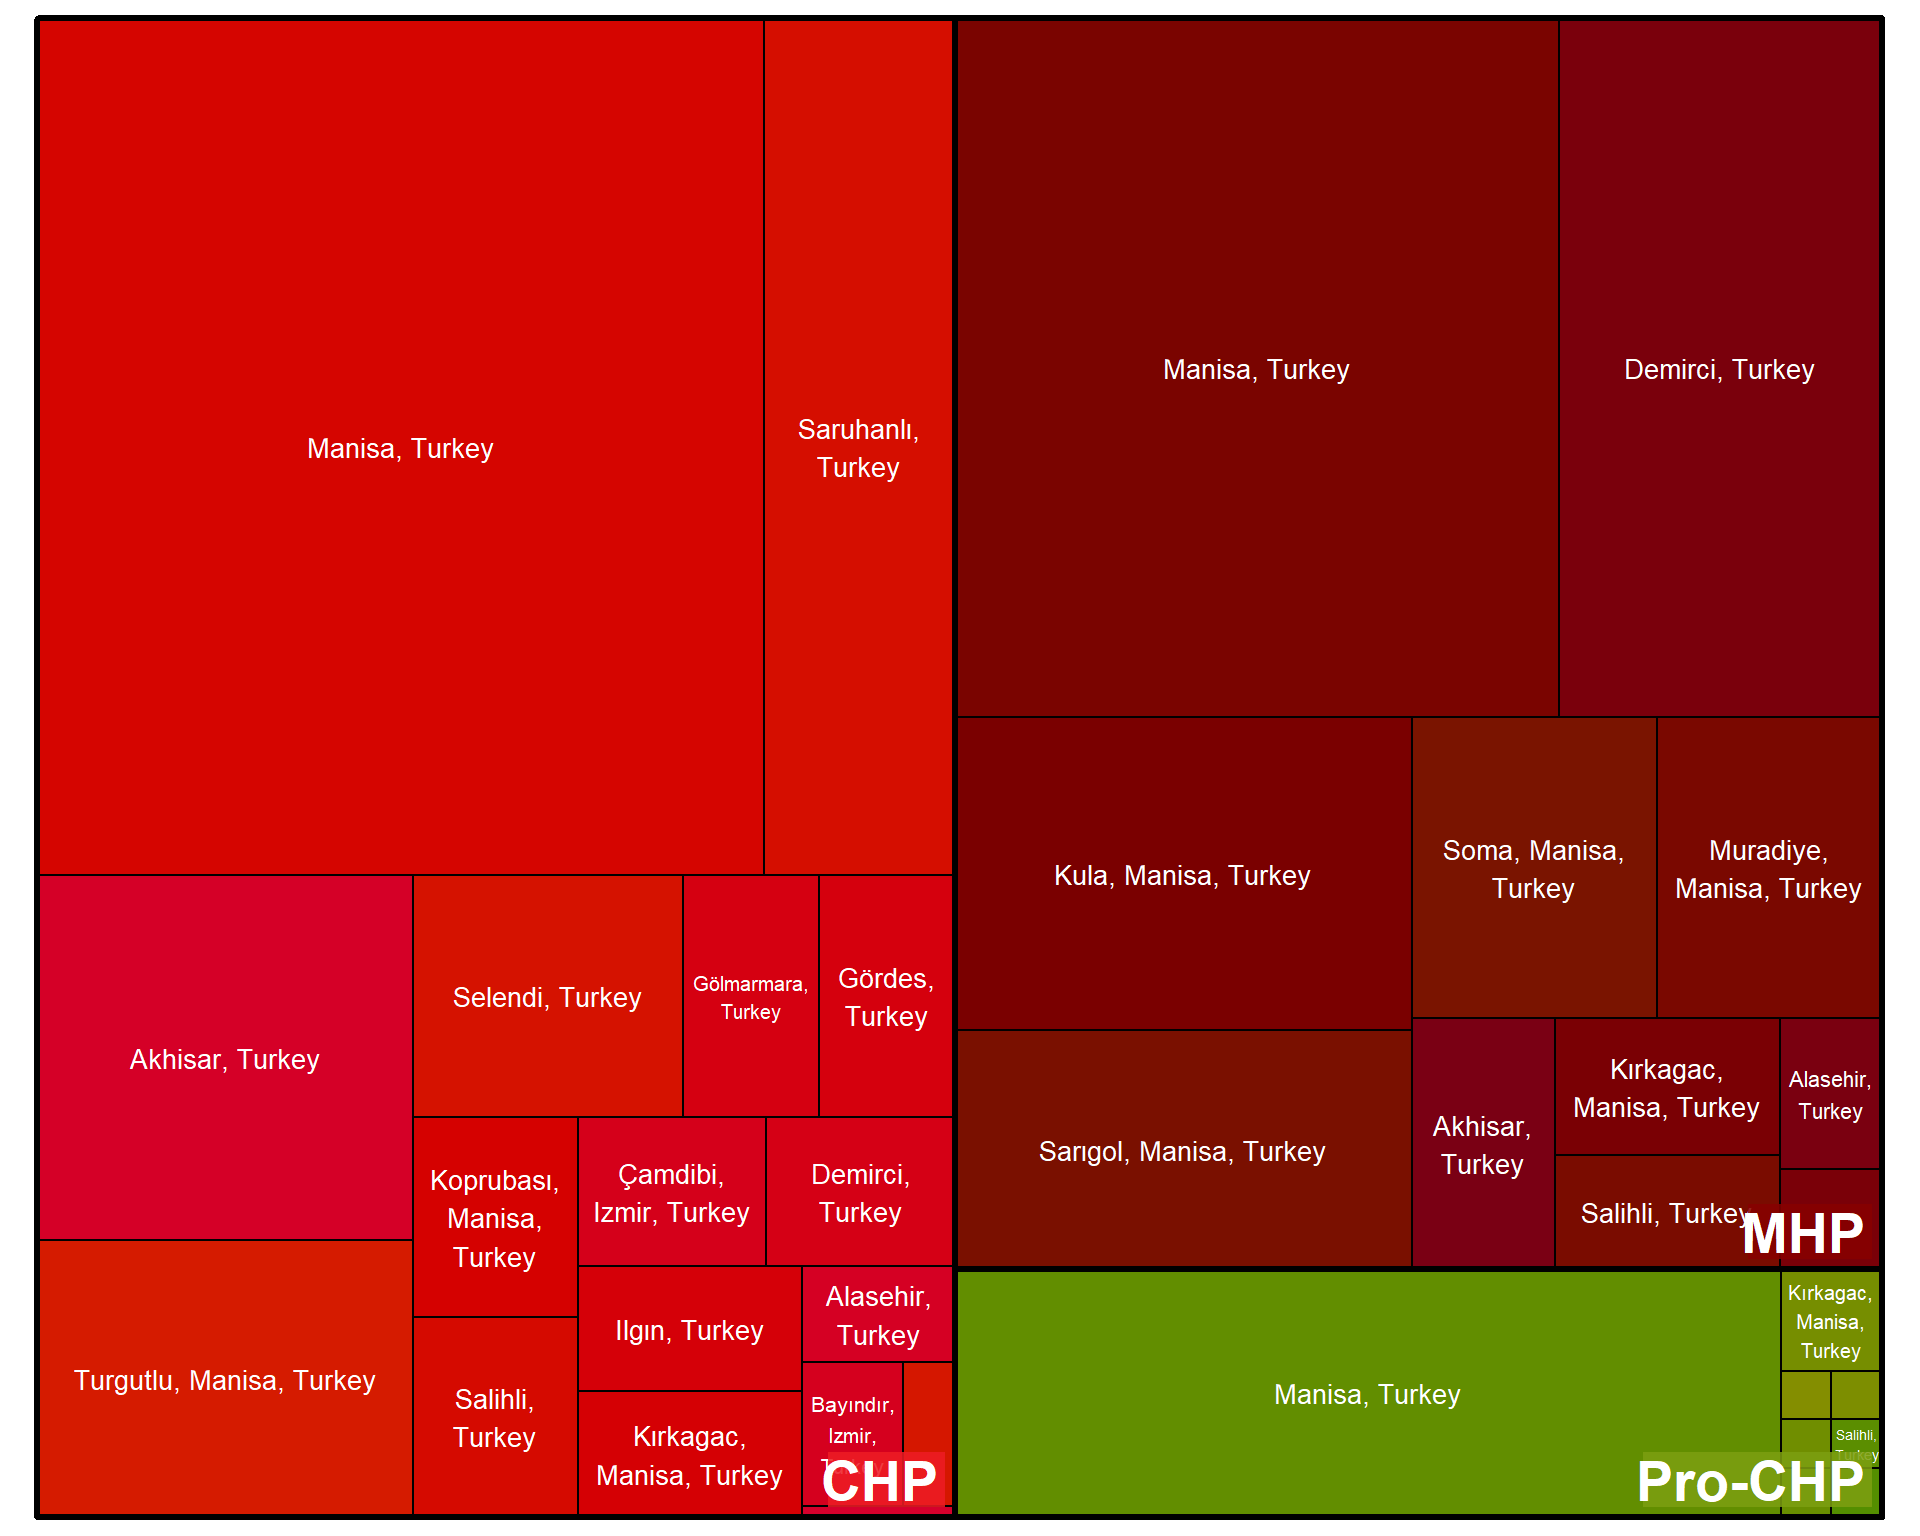 Manisa, Turkey
Saruhanlı,
Turkey
Akhisar, Turkey
Turgutlu, Manisa, Turkey
Selendi, Turkey
Gölmarmara,
Turkey
Gördes,
Turkey
Koprubası,
Manisa,
Turkey
Salihli,
Turkey
Çamdibi,
Izmir, Turkey
Demirci,
Turkey
Ilgın, Turkey
Kırkagac,
Manisa, Turkey
Alasehir,
Turkey
Bayındır,
Izmir,
CHP
Manisa, Turkey
Demirci, Turkey
Kula, Manisa, Turkey
Sarıgol, Manisa, Turkey
Soma, Manisa,
Turkey
Muradiye,
Manisa, Turkey
Akhisar,
Turkey
Kırkagac,
Manisa, Turkey
Salihli, Turkey
Alasehir,
Turkey
MHP
Manisa, Turkey
Kırkagac,
Manisa,
Turkey
Salihli,
Turkey
Pro-CHP